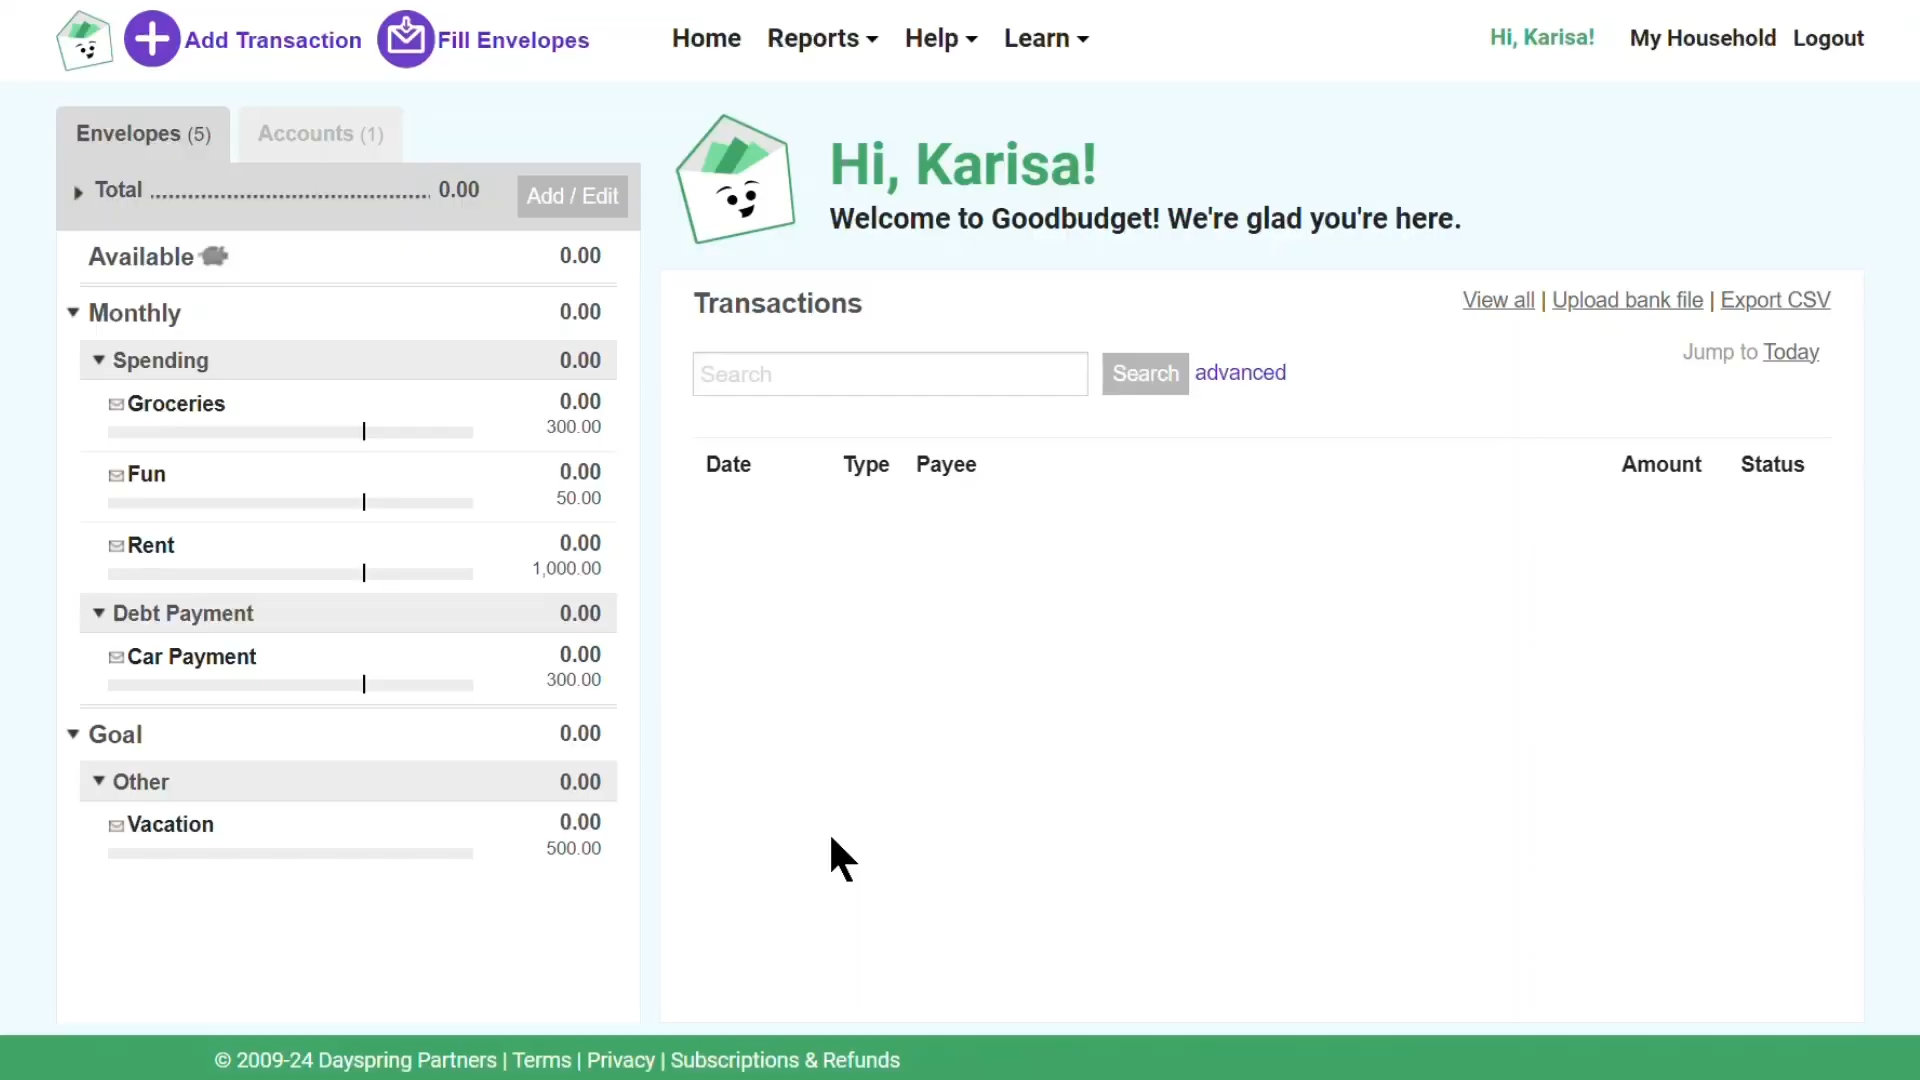 Add Transaction Fill Envelopes Home Reports Help Learn Hi, Karisa! My Household Logout
Envelopes (5) Accounts (1)
Total ..................................... 0.00 Add / Edit
Available 0.00
Monthly 0.00
Spending 0.00
Groceries 0.00
300.00
Fun 0.00
50.00
Rent 0.00
1,000.00
Debt Payment 0.00
Car Payment 0.00
300.00
Goal 0.00
Other 0.00
Vacation 0.00
500.00
Hi, Karisa!
Welcome to Goodbudget! We're glad you're here.
Transactions View all | Upload bank file | Export CSV
Jump to Today
Search Search advanced
Date Type Payee Amount Status
© 2009-24 Dayspring Partners | Terms | Privacy | Subscriptions & Refunds